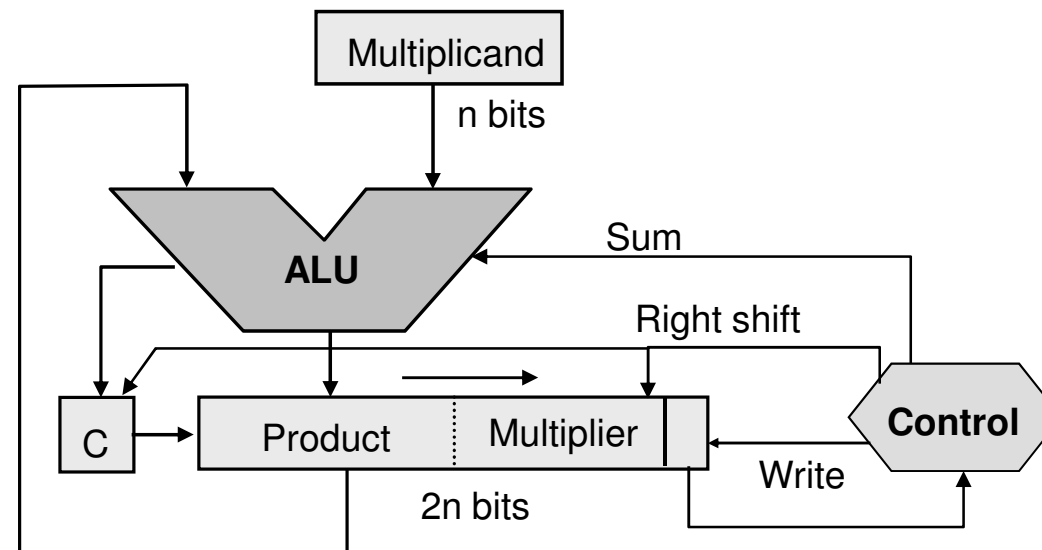 Multiplicand
n bits
Sum
ALU
Right shift
C
Product
Multiplier
Control
Write
2n bits